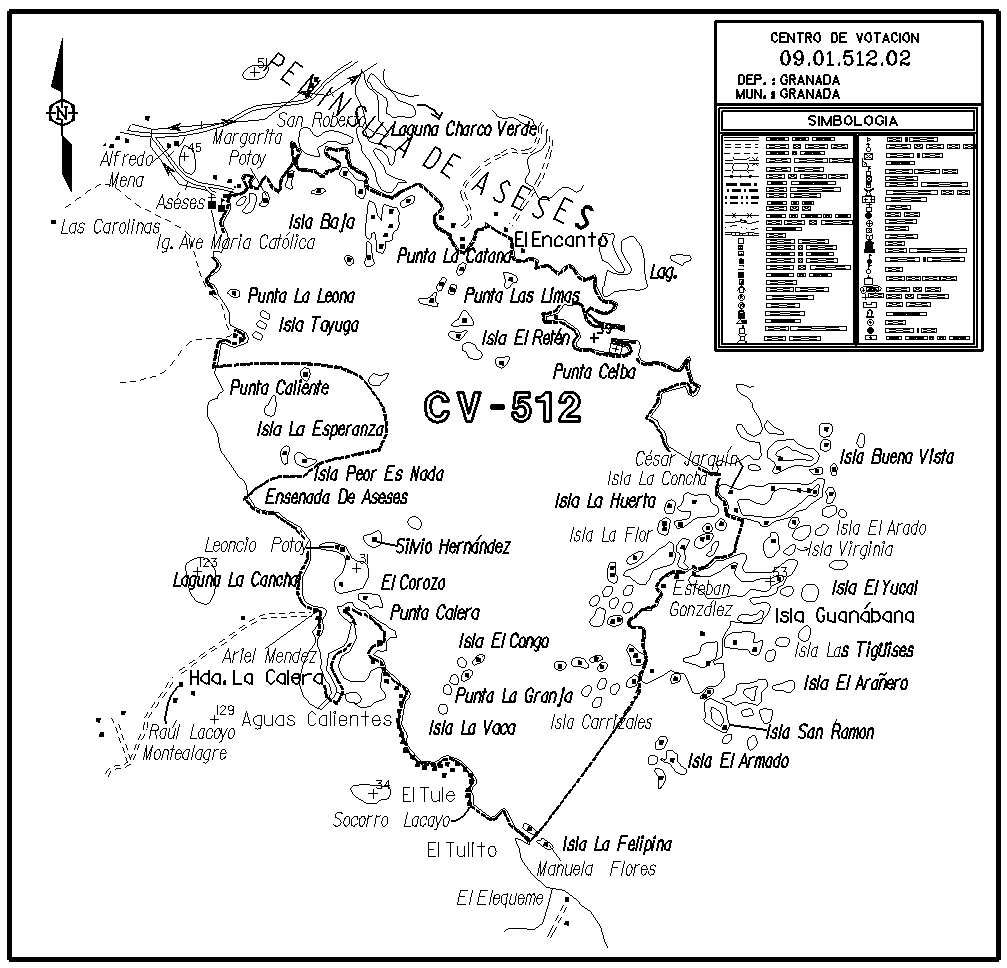 CENTRO DE VOTACION
09.01.512.02
DEP. : GRANADA
MUN. : GRANADA
SIMBOLOGIA
N
PENINSULA DE ASESES
51
San Roberto
Laguna Charco Verde
Margarita
Potoy
Alfredo
Mena
45
Aseses
Las Carolinas
Ig. Ave Maria Católica
Isla Baja
El Encanto
Punta La Catana
Lag.
Punta La Leona
Punta Las Limas
Isla Tayuga
Isla El Retén
39
Punta Celba
Punta Caliente
CV-512
Isla La Esperanza
César Jarquín
Isla Buena Vista
Isla La Concha
Isla Peor Es Nada
Ensenada De Aseses
Isla La Huerta
Isla El Arado
Isla La Flor
Isla Virginia
Leoncio Potoy
Silvio Hernández
123
31
Laguna La Cancha
El Corozo
Esteban
González
Isla El Yucal
Punta Calera
Isla Guanábana
Isla El Congo
Isla Las Tigüises
Ariel Mendez
Hda. La Calera
Isla El Arañero
Punta La Granja
129
Aguas Calientes
Isla La Vaca
Isla Carrizales
Raúl Lacayo
Montealagre
Isla San Ramon
Isla El Armado
34
El Tule
Socorro Lacayo
El Tulito
Isla La Felipina
Manuela Flores
El Elequeme